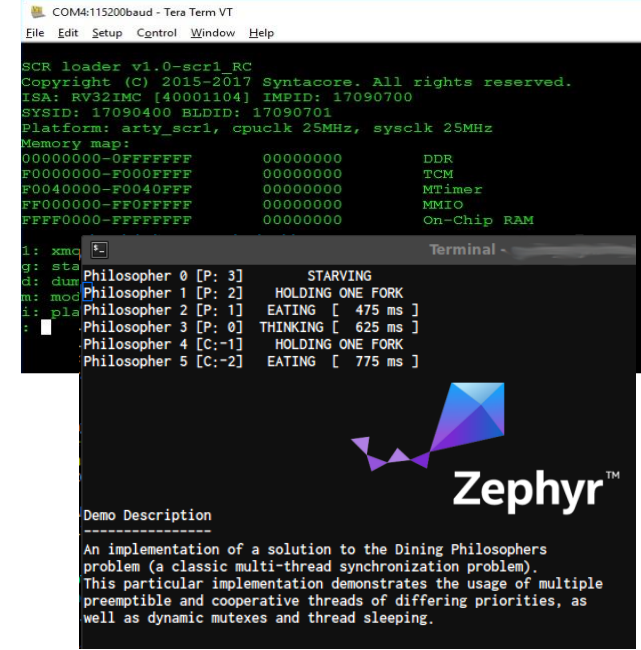 COM4:115200baud - Tera Term VT
File Edit Setup Control Window Help
SCR loader v1.0-scr1_RC
Copyright (C) 2015-2017 Syntacore. All rights reserved.
ISA: RV32IMC [40001104] IMPID: 17090700
SYSID: 17090400 BLDID: 17090701
Platform: arty_scr1, cpuclk 25MHz, sysclk 25MHz
Memory map:
00000000-0FFFFFFF 00000000 DDR
F0000000-F000FFFF 00000000 TCM
F0040000-F0040FFF 00000000 MTimer
FF000000-FF0FFFFF 00000000 MMIO
FFFF0000-FFFFFFFF 00000000 On-Chip RAM
1: xmo
g: sta
d: dum
m: mod
i: pla
:
Terminal -
Philosopher 0 [P: 3] STARVING
Philosopher 1 [P: 2] HOLDING ONE FORK
Philosopher 2 [P: 1] EATING [ 475 ms ]
Philosopher 3 [P: 0] THINKING [ 625 ms ]
Philosopher 4 [C:-1] HOLDING ONE FORK
Philosopher 5 [C:-2] EATING [ 775 ms ]
Zephyr™
Demo Description
----------------
An implementation of a solution to the Dining Philosophers
problem (a classic multi-thread synchronization problem).
This particular implementation demonstrates the usage of multiple
preemptible and cooperative threads of differing priorities, as
well as dynamic mutexes and thread sleeping.